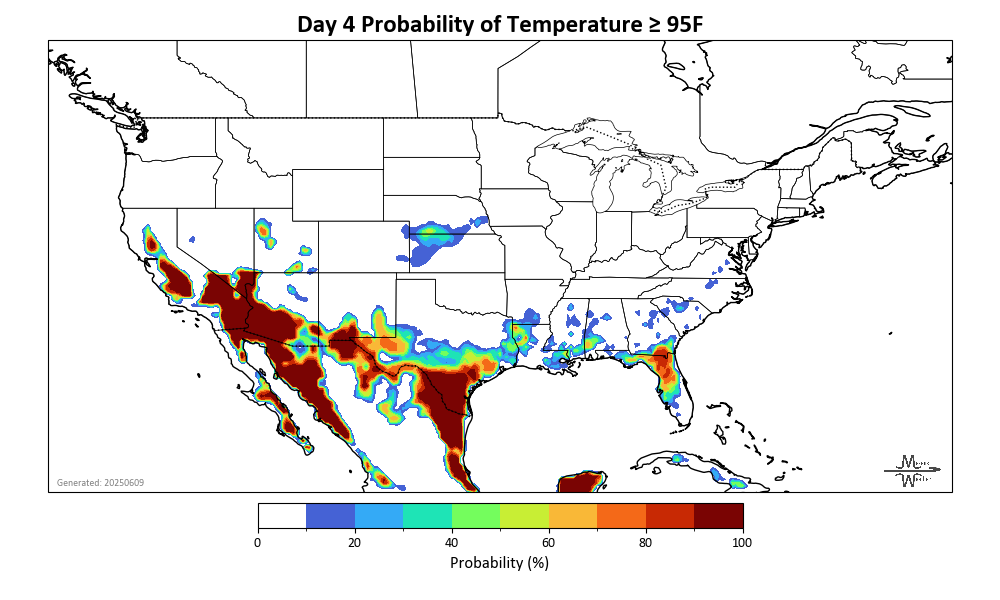 Day 4 Probability of Temperature ≥ 95F
Generated: 20250609
0 20 40 60 80 100
Probability (%)